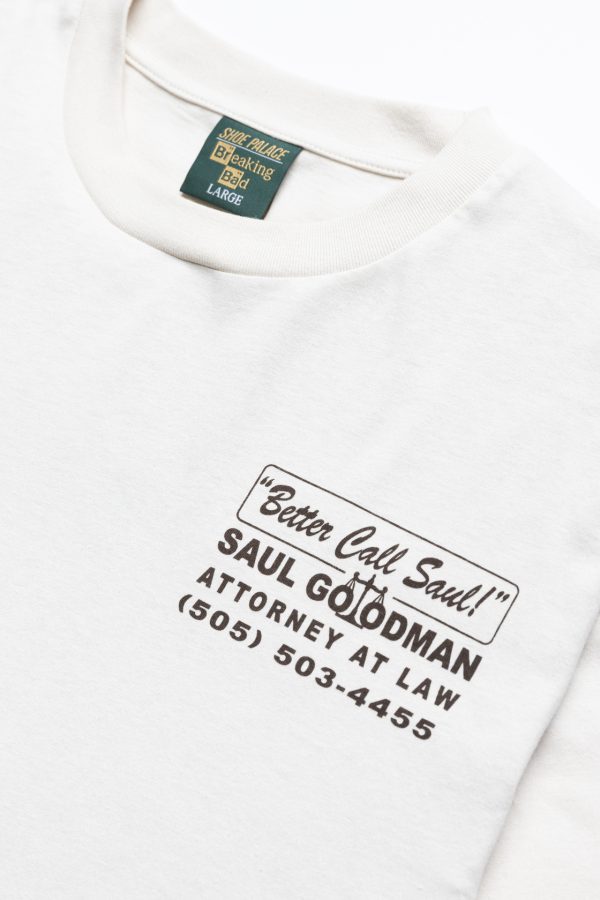 SHOE PALACE
Breaking
Bad
LARGE
"Better Call Saul!"
SAUL GOODMAN
ATTORNEY AT LAW
(505) 503-4455